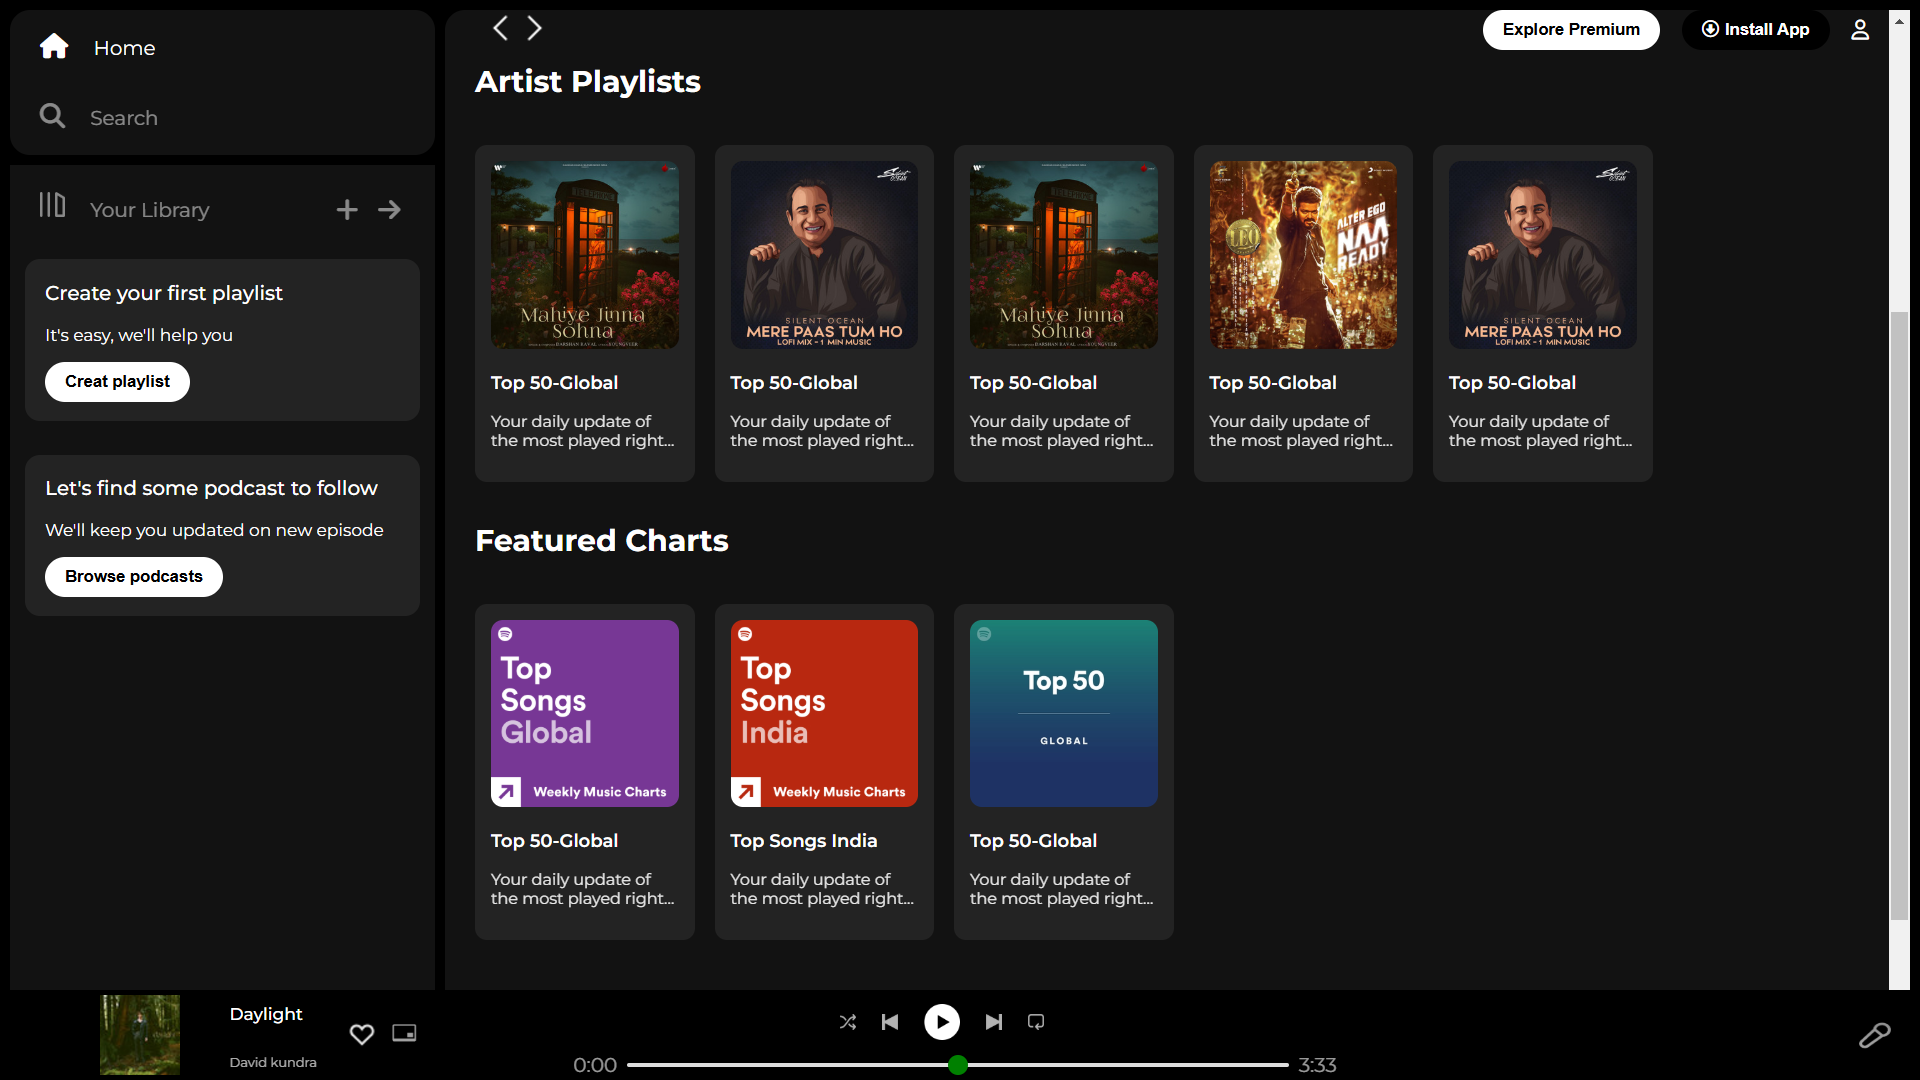 Home
Search
Your Library
Create your first playlist
It's easy, we'll help you
Creat playlist
Let's find some podcast to follow
We'll keep you updated on new episode
Browse podcasts
Explore Premium
Install App
Artist Playlists
Mahiye Jinna
Sohna
Top 50-Global
Your daily update of
the most played right...
Silent
OCEAN
SILENT OCEAN
MERE PAAS TUM HO
LOFI MIX - 1 MIN MUSIC
Top 50-Global
Your daily update of
the most played right...
Mahiye Jinna
Sohna
Top 50-Global
Your daily update of
the most played right...
LEO
ALTER EGO
NAA
READY
Top 50-Global
Your daily update of
the most played right...
Silent
OCEAN
SILENT OCEAN
MERE PAAS TUM HO
LOFI MIX - 1 MIN MUSIC
Top 50-Global
Your daily update of
the most played right...
Featured Charts
Top
Songs
Global
Weekly Music Charts
Top 50-Global
Your daily update of
the most played right...
Top
Songs
India
Weekly Music Charts
Top Songs India
Your daily update of
the most played right...
Top 50
GLOBAL
Top 50-Global
Your daily update of
the most played right...
Daylight
David kundra
0:00
3:33